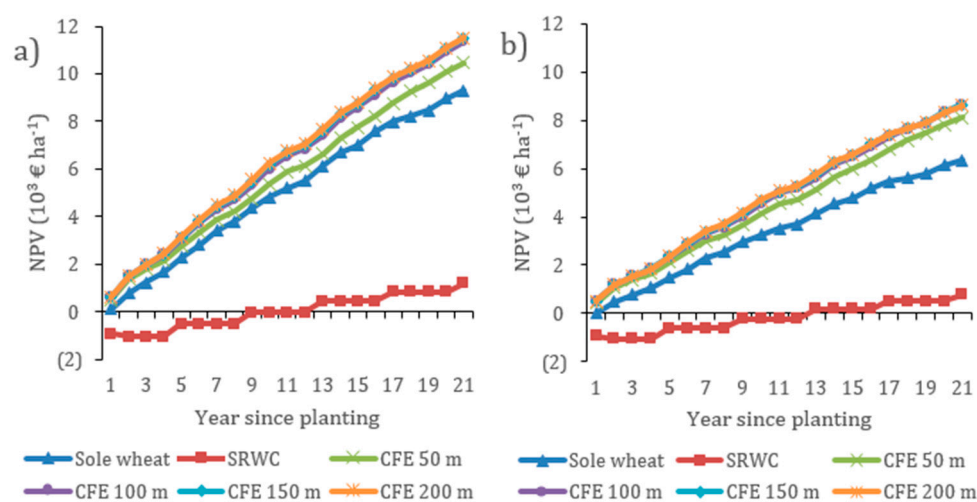 a)
NPV (10³ € ha⁻¹)
12
10
8
6
4
2
0
(2)
1 3 5 7 9 11 13 15 17 19 21
Year since planting
Sole wheat SRWC CFE 50 m
CFE 100 m CFE 150 m CFE 200 m
b)
NPV (10³ € ha⁻¹)
12
10
8
6
4
2
0
(2)
1 3 5 7 9 11 13 15 17 19 21
Year since planting
Sole wheat SRWC CFE 50 m
CFE 100 m CFE 150 m CFE 200 m